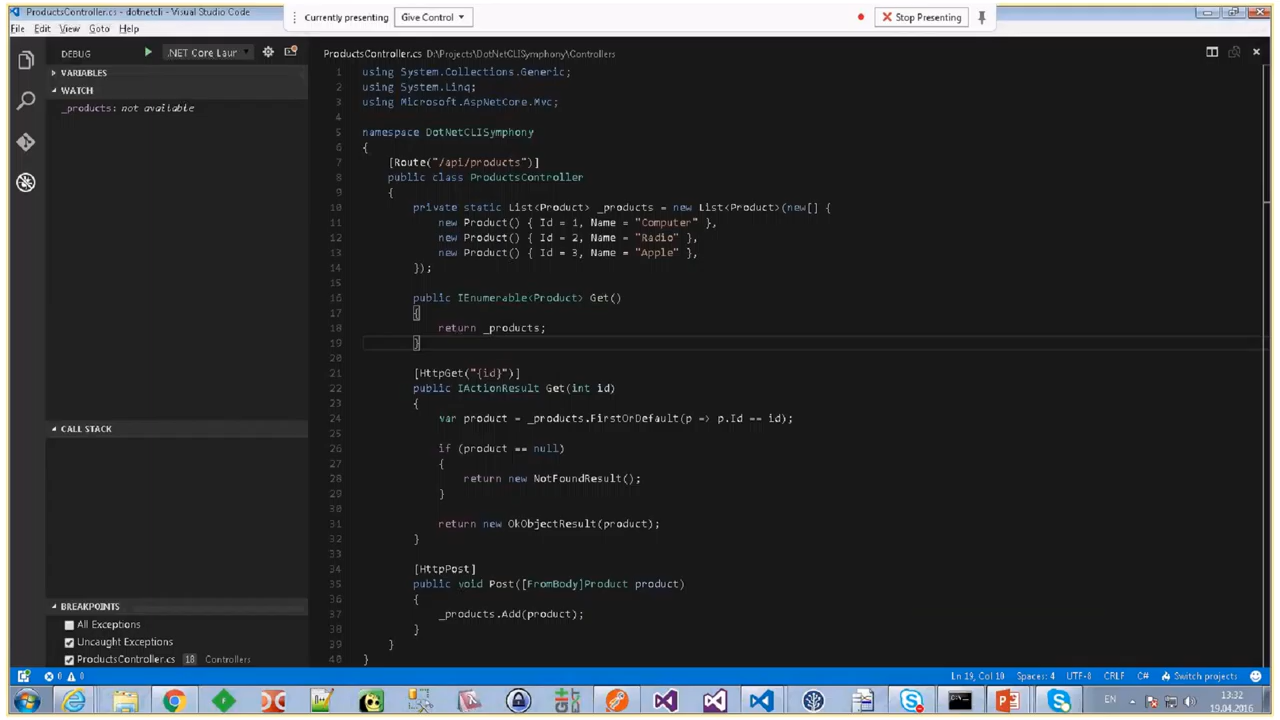 ProductsController.cs - dotnetcli - Visual Studio Code
Currently presenting Give Control Stop Presenting
File Edit View Goto Help
DEBUG .NET Core Laun
ProductsController.cs D:\Projects\DotNetCLISymphony\Controllers
VARIABLES
WATCH
_products: not available
CALL STACK
BREAKPOINTS
All Exceptions
Uncaught Exceptions
ProductsController.cs 18 Controllers
1 using System.Collections.Generic;
2 using System.Linq;
3 using Microsoft.AspNetCore.Mvc;
4
5 namespace DotNetCLISymphony
6 {
7 [Route("/api/products")]
8 public class ProductsController
9 {
10 private static List<Product> _products = new List<Product>(new[] {
11 new Product() { Id = 1, Name = "Computer" },
12 new Product() { Id = 2, Name = "Radio" },
13 new Product() { Id = 3, Name = "Apple" },
14 });
15
16 public IEnumerable<Product> Get()
17 {
18 return _products;
19 }
20
21 [HttpGet("{id}")]
22 public IActionResult Get(int id)
23 {
24 var product = _products.FirstOrDefault(p => p.Id == id);
25
26 if (product == null)
27 {
28 return new NotFoundResult();
29 }
30
31 return new OkObjectResult(product);
32 }
33
34 [HttpPost]
35 public void Post([FromBody]Product product)
36 {
37 _products.Add(product);
38 }
39 }
40 }
0 0 Ln 19, Col 10 Spaces: 4 UTF-8 CRLF C# Switch projects
EN 13:32
19.04.2016